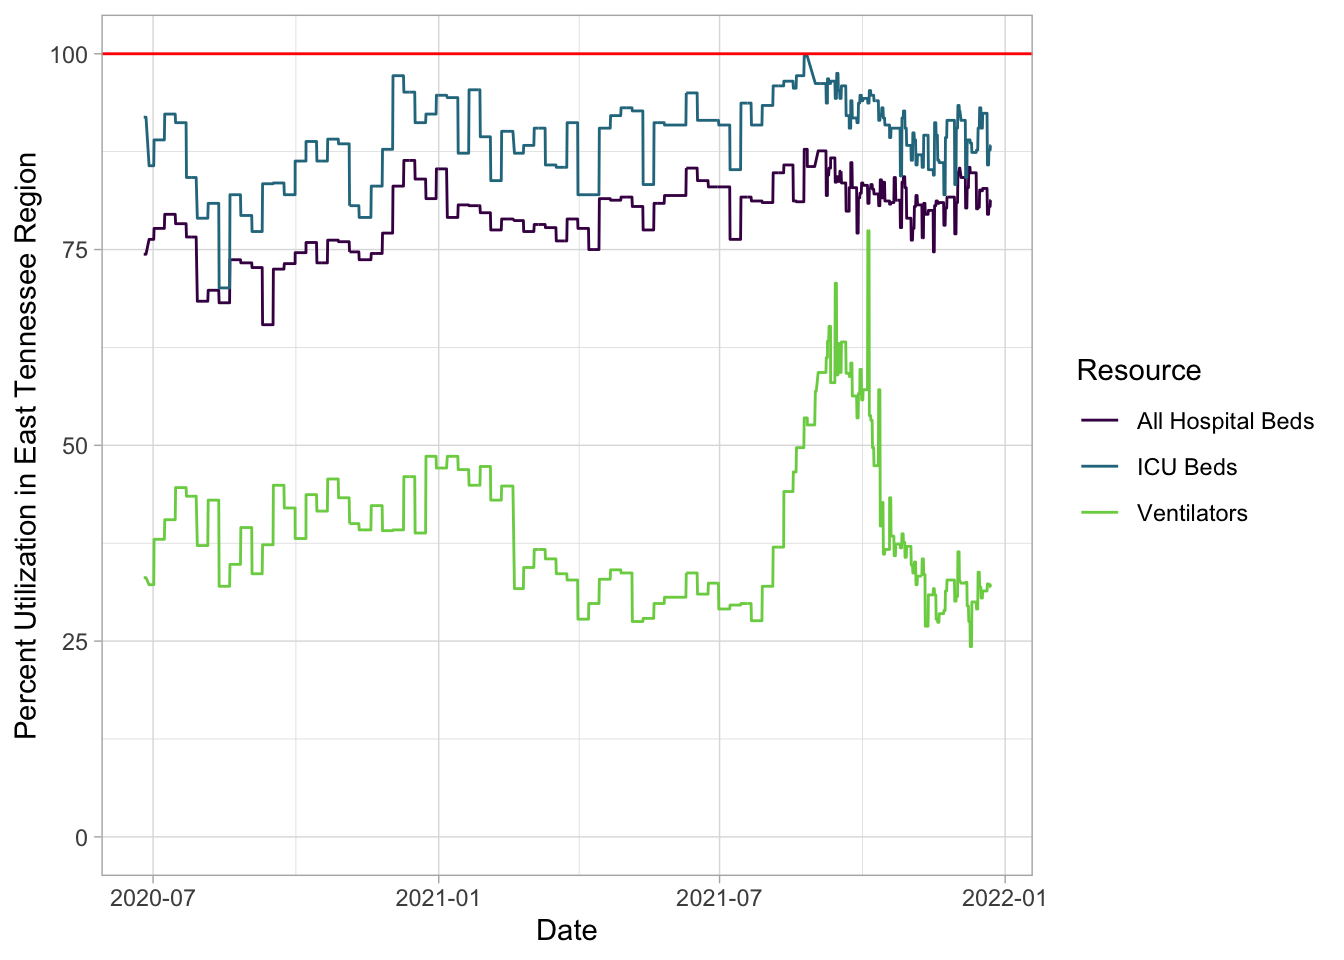 Percent Utilization in East Tennessee Region
100
75
50
25
0
2020-07
2021-01
2021-07
2022-01
Date
Resource
All Hospital Beds
ICU Beds
Ventilators